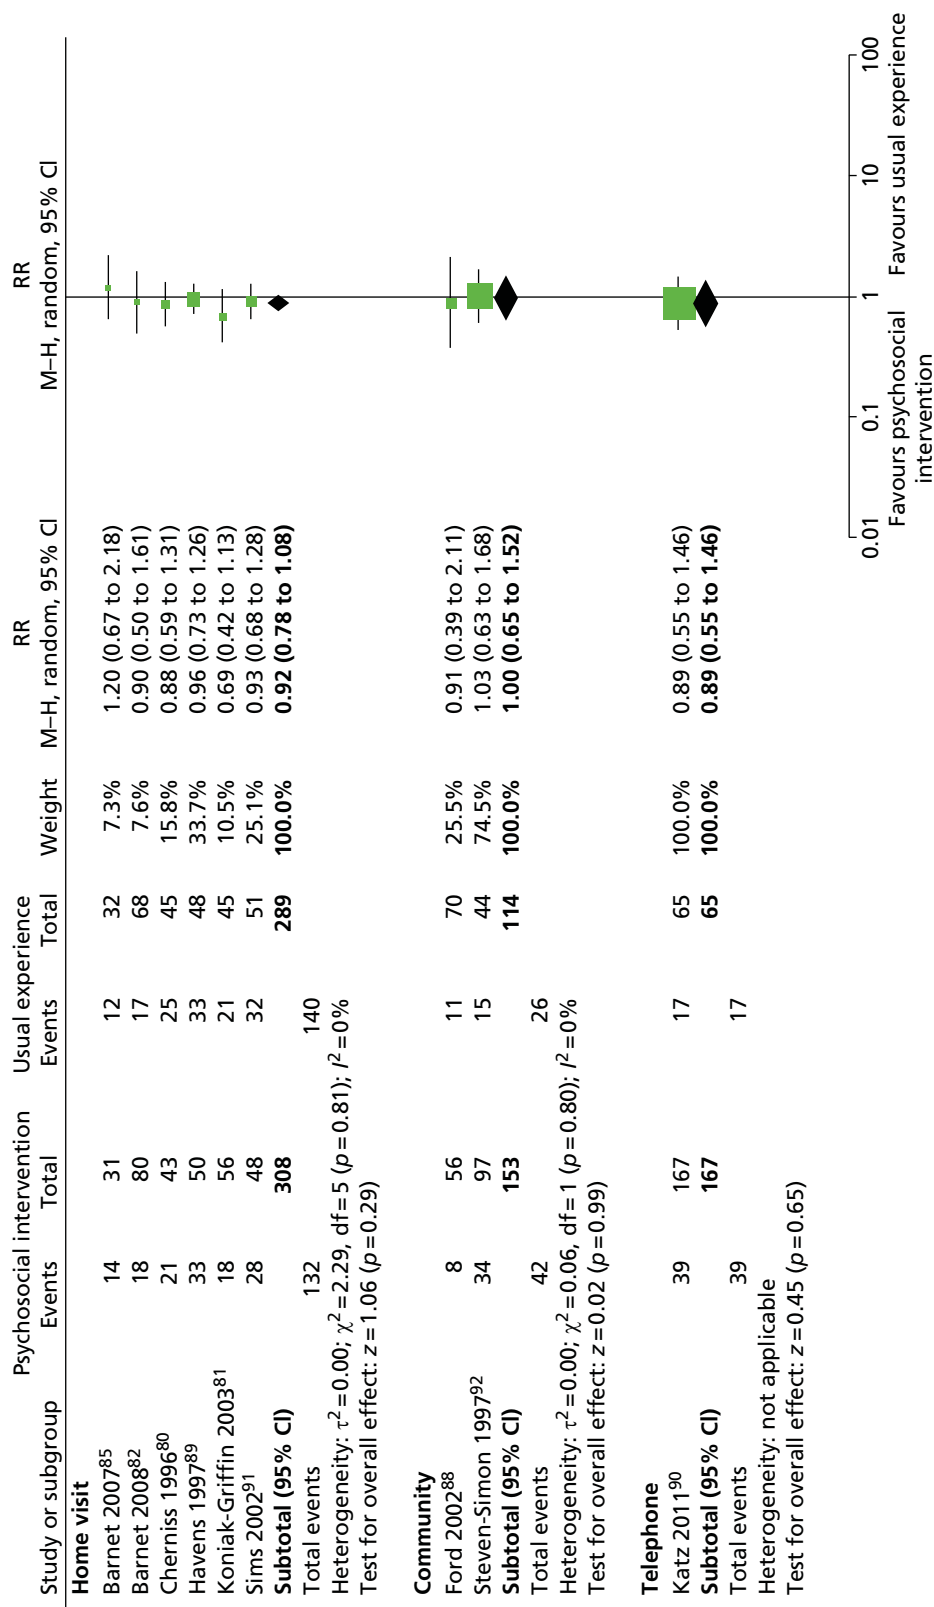 Psychosocial intervention Usual experience RR RR
Study or subgroup Events Total Events Total Weight M–H, random, 95% CI M–H, random, 95% CI
Home visit
Barnet 2007⁸⁵ 14 31 12 32 7.3% 1.20 (0.67 to 2.18)
Barnet 2008⁸² 18 80 17 68 7.6% 0.90 (0.50 to 1.61)
Cherniss 1996⁸⁰ 21 43 25 45 15.8% 0.88 (0.59 to 1.31)
Havens 1997⁸⁹ 33 50 33 48 33.7% 0.96 (0.73 to 1.26)
Koniak-Griffin 2003⁸¹ 18 56 21 45 10.5% 0.69 (0.42 to 1.13)
Sims 2002⁹¹ 28 48 32 51 25.1% 0.93 (0.68 to 1.28)
Subtotal (95% CI) 308 289 100.0% 0.92 (0.78 to 1.08)
Total events 132 140
Heterogeneity: τ²=0.00; χ²=2.29, df=5 (p=0.81); I²=0%
Test for overall effect: z=1.06 (p=0.29)
Community
Ford 2002⁸⁸ 8 56 11 70 25.5% 0.91 (0.39 to 2.11)
Steven-Simon 1997⁹² 34 97 15 44 74.5% 1.03 (0.63 to 1.68)
Subtotal (95% CI) 153 114 100.0% 1.00 (0.65 to 1.52)
Total events 42 26
Heterogeneity: τ²=0.00; χ²=0.06, df=1 (p=0.80); I²=0%
Test for overall effect: z=0.02 (p=0.99)
Telephone
Katz 2011⁹⁰ 39 167 17 65 100.0% 0.89 (0.55 to 1.46)
Subtotal (95% CI) 167 65 100.0% 0.89 (0.55 to 1.46)
Total events 39 17
Heterogeneity: not applicable
Test for overall effect: z=0.45 (p=0.65)
0.01 0.1 1 10 100
Favours psychosocial Favours usual experience
intervention